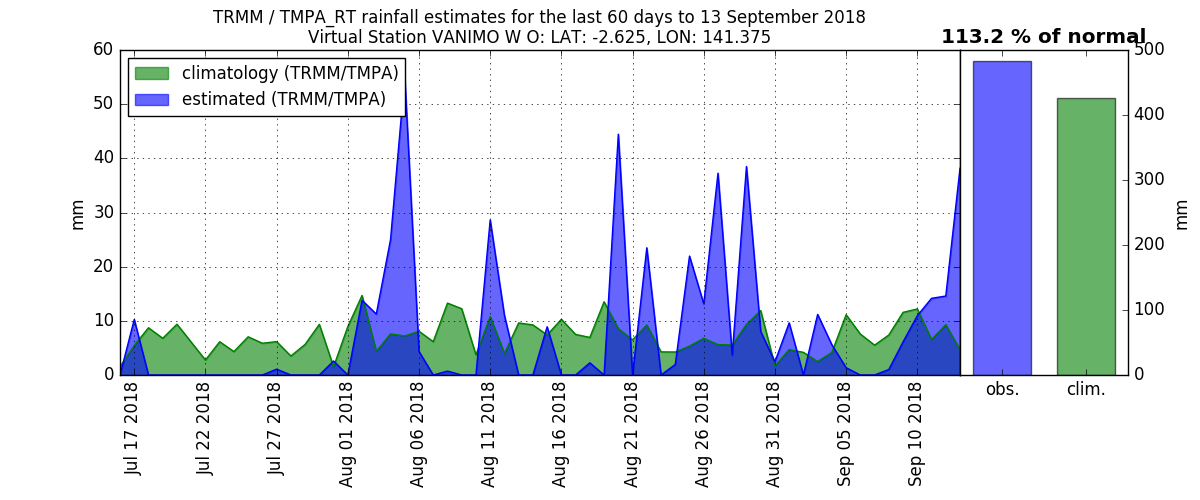 TRMM / TMPA_RT rainfall estimates for the last 60 days to 13 September 2018
Virtual Station VANIMO W O: LAT: -2.625, LON: 141.375
113.2 % of normal
climatology (TRMM/TMPA)
estimated (TRMM/TMPA)
mm
60
50
40
30
20
10
0
Jul 17 2018
Jul 22 2018
Jul 27 2018
Aug 01 2018
Aug 06 2018
Aug 11 2018
Aug 16 2018
Aug 21 2018
Aug 26 2018
Aug 31 2018
Sep 05 2018
Sep 10 2018
obs.
clim.
500
400
300
200
100
0
mm